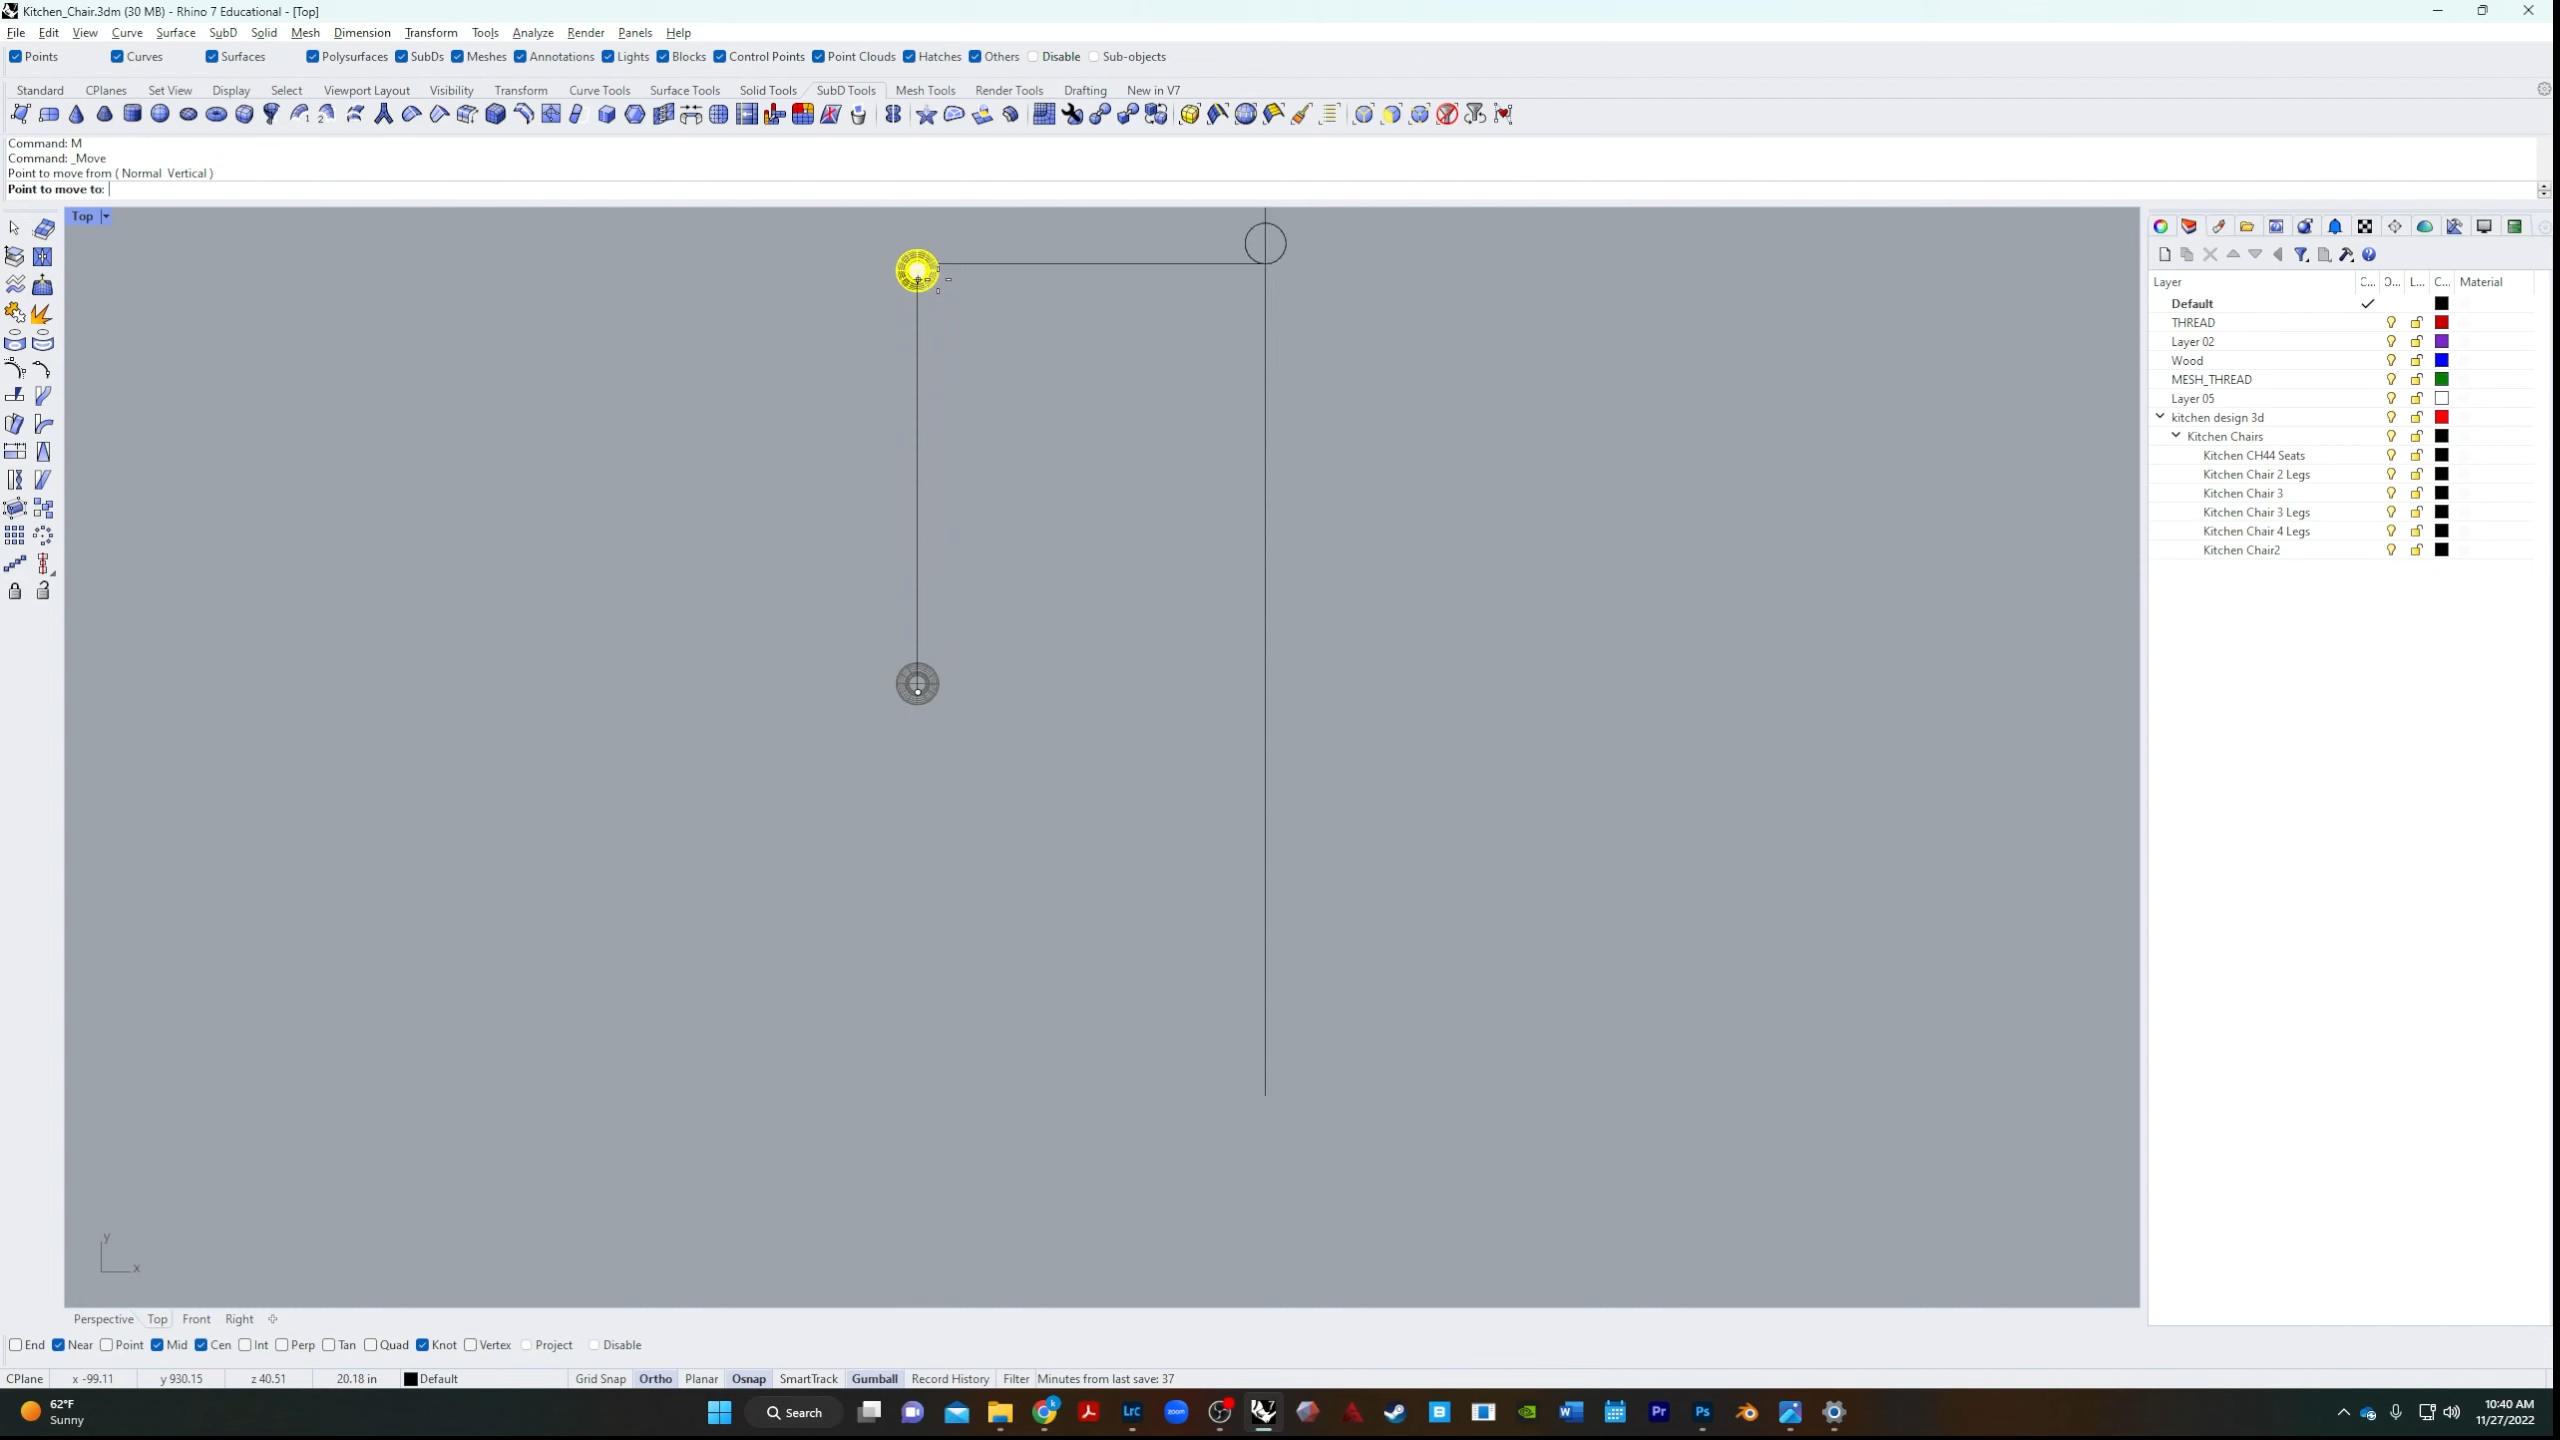 Kitchen_Chair.3dm (30 MB) - Rhino 7 Educational - [Top]
File Edit View Curve Surface SubD Solid Mesh Dimension Transform Tools Analyze Render Panels Help
Points Curves Surfaces Polysurfaces SubDs Meshes Annotations Lights Blocks Control Points Point Clouds Hatches Others Disable Sub-objects
Standard CPlanes Set View Display Select Viewport Layout Visibility Transform Curve Tools Surface Tools Solid Tools SubD Tools Mesh Tools Render Tools Drafting New in V7
Command: M
Command: _Move
Point to move from ( Normal Vertical )
Point to move to:
Top
Layer C... O... L... C... Material
Default
THREAD
Layer 02
Wood
MESH_THREAD
Layer 05
kitchen design 3d
Kitchen Chairs
Kitchen CH44 Seats
Kitchen Chair 2 Legs
Kitchen Chair 3
Kitchen Chair 3 Legs
Kitchen Chair 4 Legs
Kitchen Chair2
y
x
Perspective Top Front Right
End Near Point Mid Cen Int Perp Tan Quad Knot Vertex Project Disable
CPlane x -99.11 y 930.15 z 40.51 20.18 in Default Grid Snap Ortho Planar Osnap SmartTrack Gumball Record History Filter Minutes from last save: 37
62°F
Sunny
Search
Lrc
zoom
Pr
Ps
10:40 AM
11/27/2022